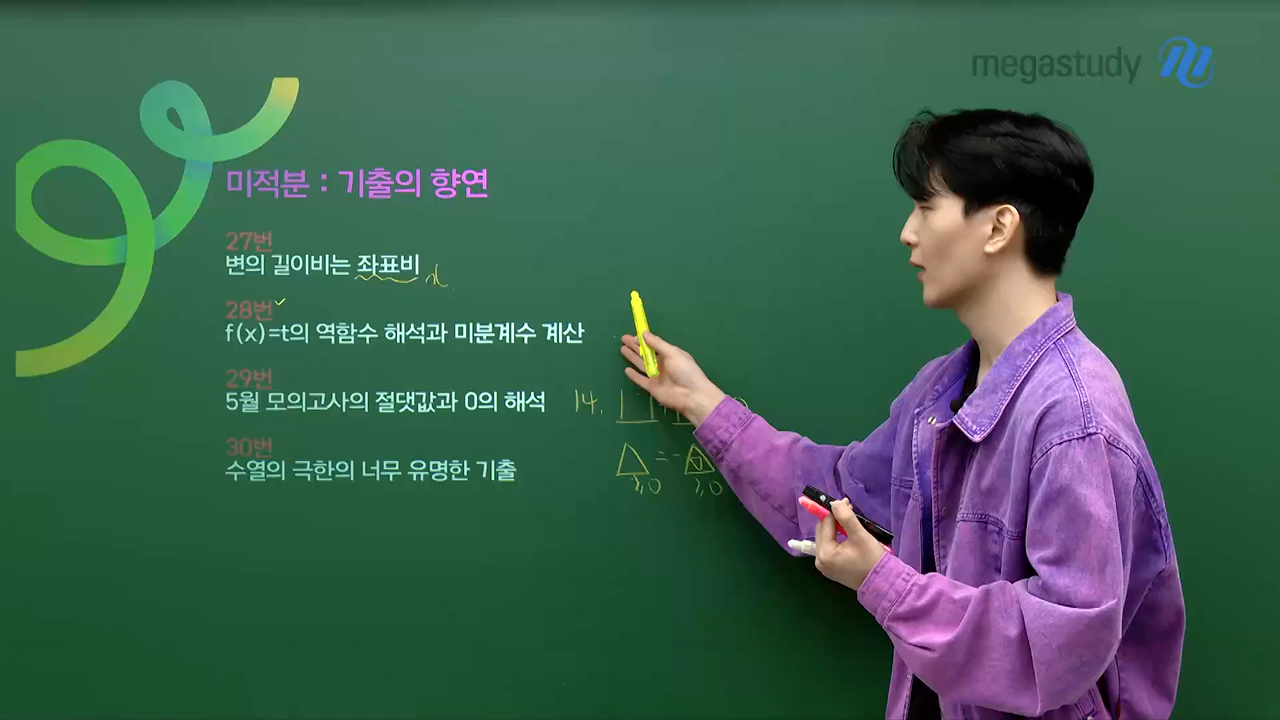 megastudy
미적분 : 기출의 향연
27번
변의 길이비는 좌표비 x
28번
f(x)=t의 역함수 해석과 미분계수 계산
29번
5월 모의고사의 절댓값과 0의 해석 14.
30번
수열의 극한의 너무 유명한 기출
≥0 ≥0